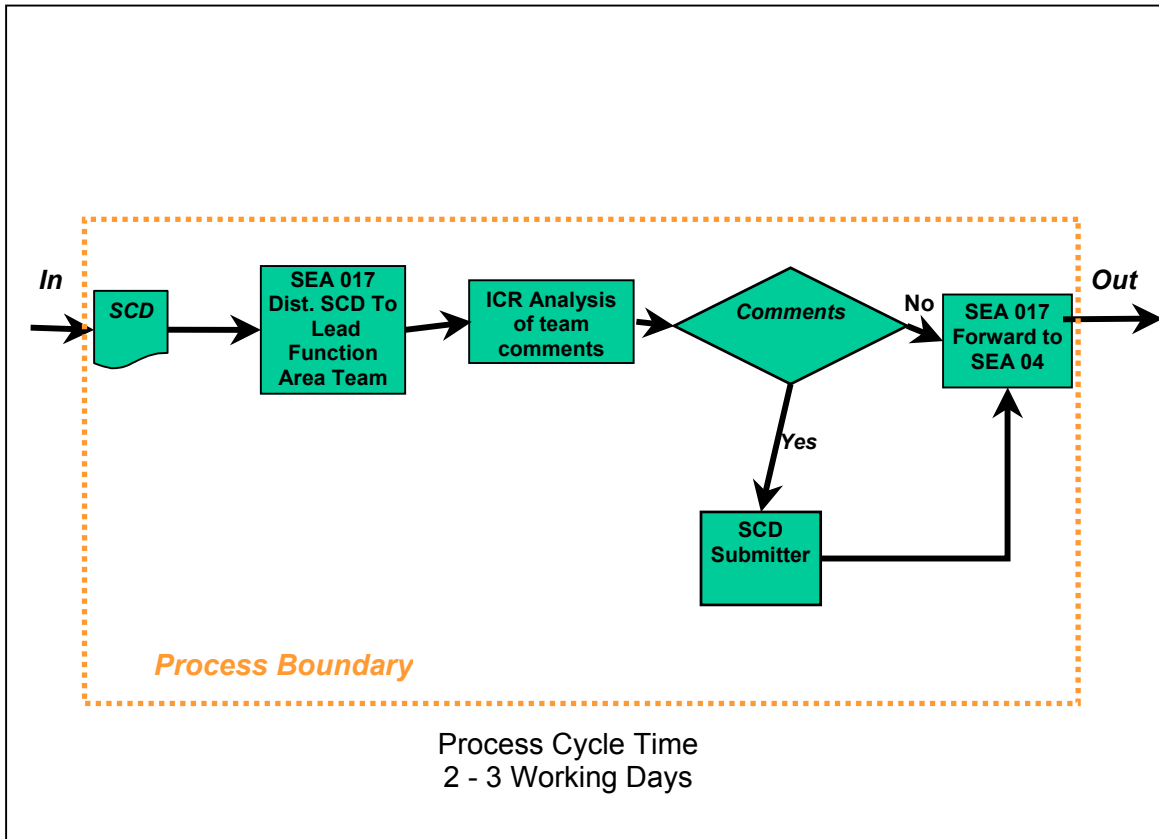 In
SCD
SEA 017
Dist. SCD To
Lead
Function
Area Team
ICR Analysis
of team
comments
Comments
No
SEA 017
Forward to
SEA 04
Out
Yes
SCD
Submitter
Process Boundary
Process Cycle Time
2 - 3 Working Days